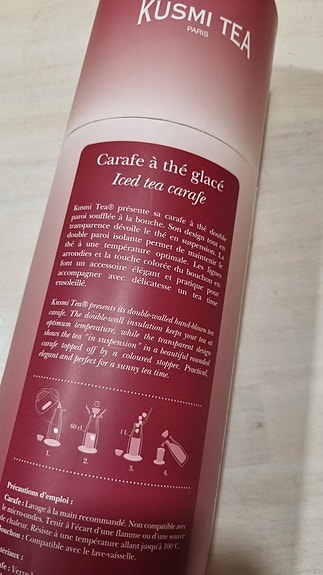 KUSMI TEA
PARIS
Carafe à thé glacé
Iced tea carafe
Kusmi Tea® présente sa carafe à thé double
paroi soufflée à la bouche. Son design tout en
transparence dévoile le thé en suspension. La
double paroi isolante permet de maintenir le
thé à une température optimale. Les lignes
arrondies et la touche colorée du bouchon en
font un accessoire élégant et pratique pour
accompagner avec délicatesse un tea time
ensoleillé.
Kusmi Tea® presents its double-walled hand-blown tea
carafe. The double-wall insulation keeps your tea at
optimum temperature, while the transparent design
shows the tea "in suspension" in a beautiful rounded
carafe topped off by a coloured stopper. Practical,
elegant and perfect for a sunny tea time.
60 cl
1 L
1.
2.
3.
4.
Précautions d'emploi :
Carafe : Lavage à la main recommandé. Non compatible avec
le micro-ondes. Tenir à l'écart d'une flamme ou d'une source
de chaleur. Résiste à une température allant jusqu'à 100°C.
Bouchon : Compatible avec le lave-vaisselle.